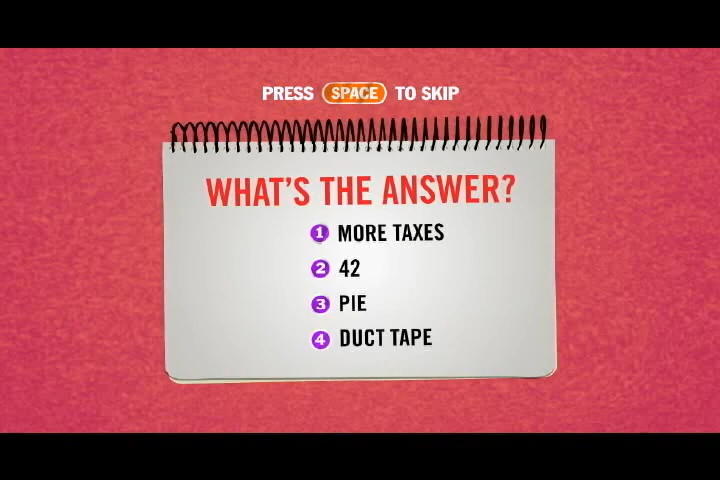 PRESS SPACE TO SKIP
WHAT'S THE ANSWER?
1 MORE TAXES
2 42
3 PIE
4 DUCT TAPE